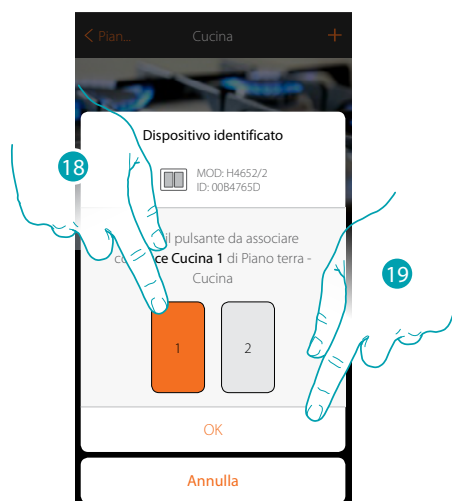 < Pian... Cucina +
Dispositivo identificato
MOD: H4652/2
ID: 00B4765D
18
il pulsante da associare
ce Cucina 1 di Piano terra -
Cucina
19
1 2
OK
Annulla